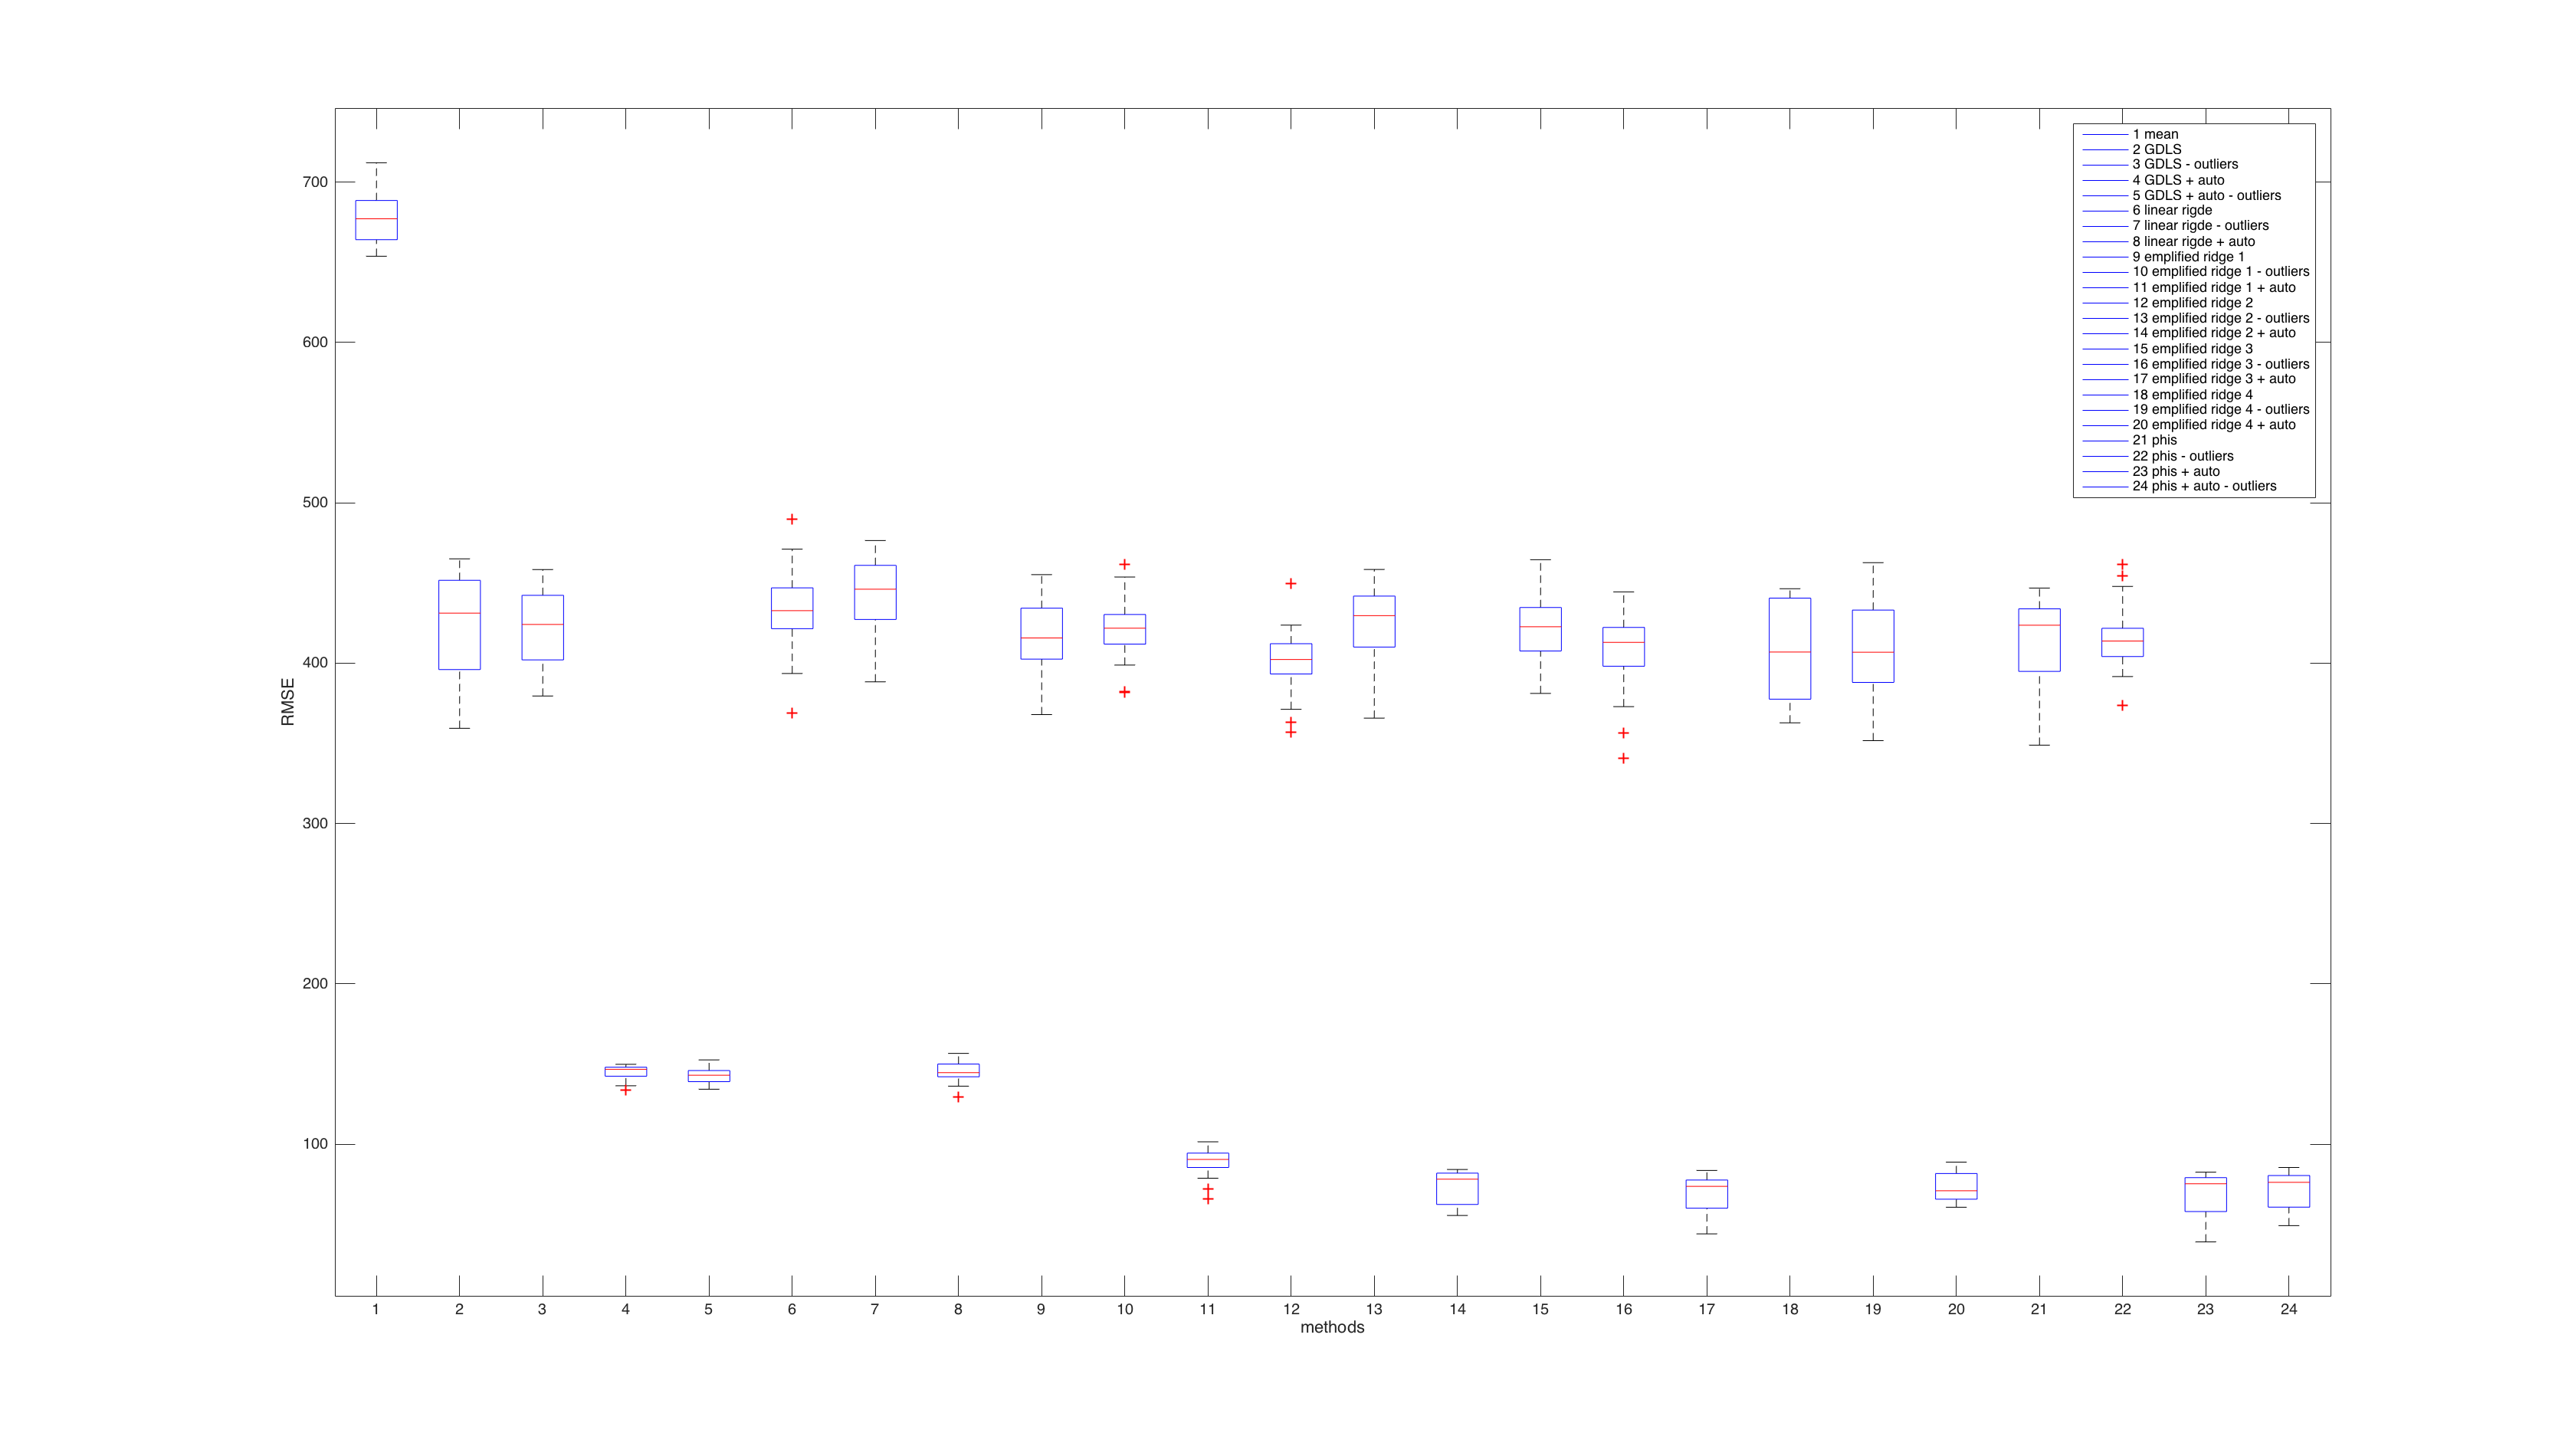 700
600
500
400
300
200
100
RMSE
1 2 3 4 5 6 7 8 9 10 11 12 13 14 15 16 17 18 19 20 21 22 23 24
methods
1 mean
2 GDLS
3 GDLS - outliers
4 GDLS + auto
5 GDLS + auto - outliers
6 linear rigde
7 linear rigde - outliers
8 linear rigde + auto
9 emplified ridge 1
10 emplified ridge 1 - outliers
11 emplified ridge 1 + auto
12 emplified ridge 2
13 emplified ridge 2 - outliers
14 emplified ridge 2 + auto
15 emplified ridge 3
16 emplified ridge 3 - outliers
17 emplified ridge 3 + auto
18 emplified ridge 4
19 emplified ridge 4 - outliers
20 emplified ridge 4 + auto
21 phis
22 phis - outliers
23 phis + auto
24 phis + auto - outliers